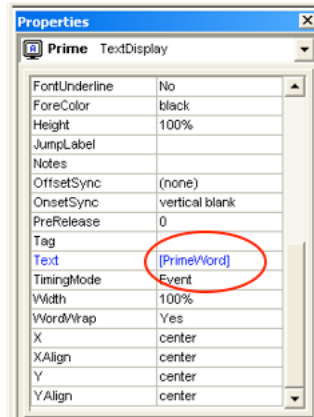 Properties
Prime TextDisplay
FontUnderline No
ForeColor black
Height 100%
JumpLabel
Notes
OffsetSync (none)
OnsetSync vertical blank
PreRelease 0
Tag
Text [PrimeWord]
TimingMode Event
Width 100%
WordWrap Yes
X center
XAlign center
Y center
YAlign center